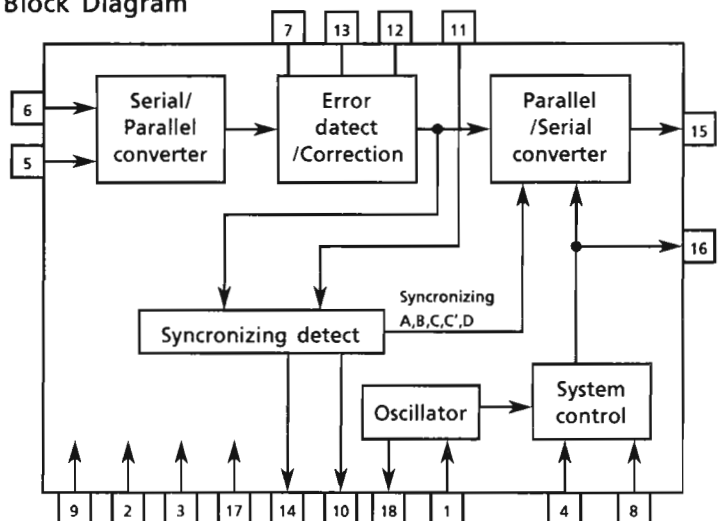 Block Diagram
7 13 12 11
6
5
Serial/
Parallel
converter
Error
datect
/Correction
Parallel
/Serial
converter
15
16
Syncronizing
A,B,C,C',D
Syncronizing detect
Oscillator
System
control
9 2 3 17 14 10 18 1 4 8